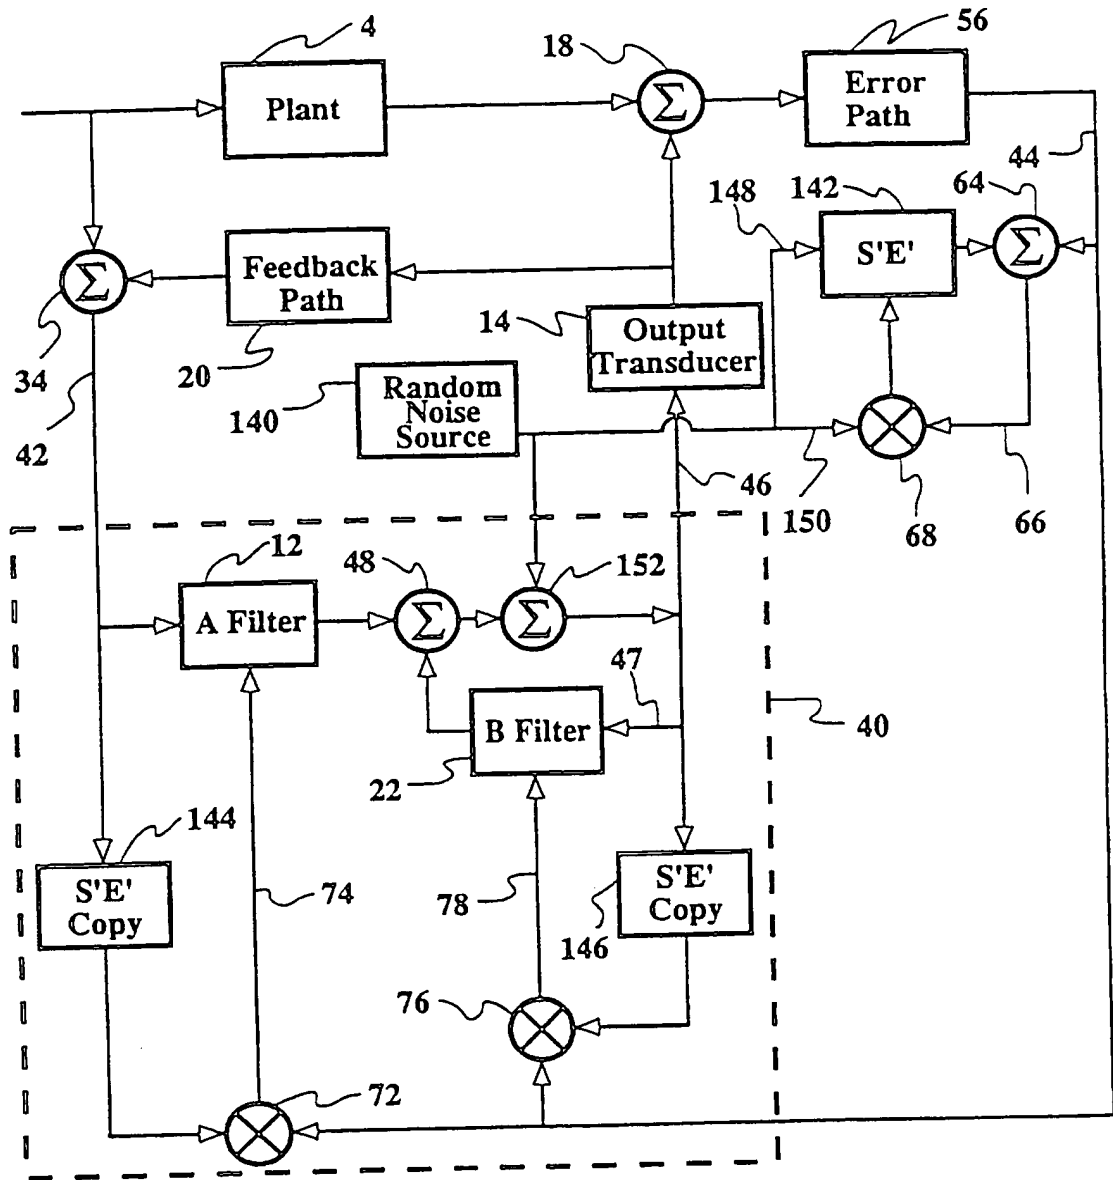 4
18
56
Plant
Σ
Error
Path
44
148
142
64
S'E'
Σ
Σ
Feedback
Path
34
20
14
Output
Transducer
42
140
Random
Noise
Source
46
150
68
66
12
48
152
A Filter
Σ
Σ
47
B Filter
22
40
144
S'E'
Copy
74
78
S'E'
Copy
146
76
72